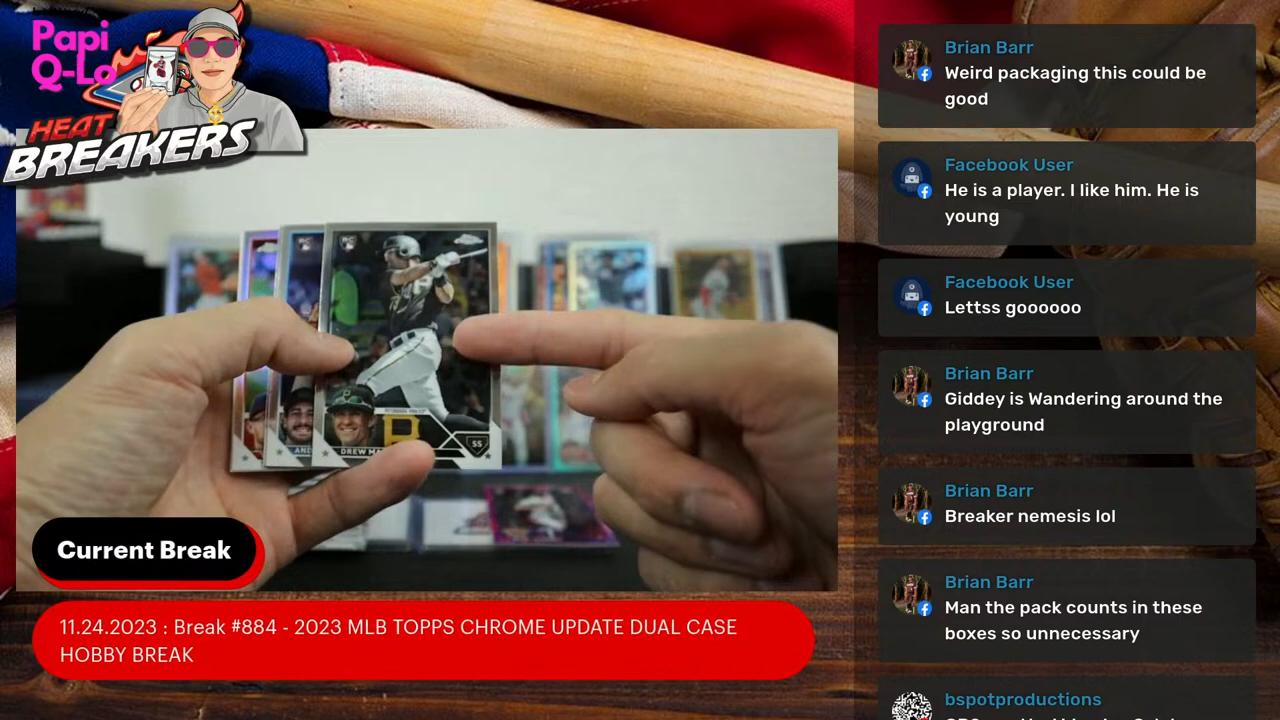 Papi
Q-Lo
HEAT
BREAKERS
DREW
SS
Current Break
11.24.2023 : Break #884 - 2023 MLB TOPPS CHROME UPDATE DUAL CASE
HOBBY BREAK
Brian Barr
Weird packaging this could be
good
Facebook User
He is a player. I like him. He is
young
Facebook User
Lettss goooooo
Brian Barr
Giddey is Wandering around the
playground
Brian Barr
Breaker nemesis lol
Brian Barr
Man the pack counts in these
boxes so unnecessary
bspotproductions